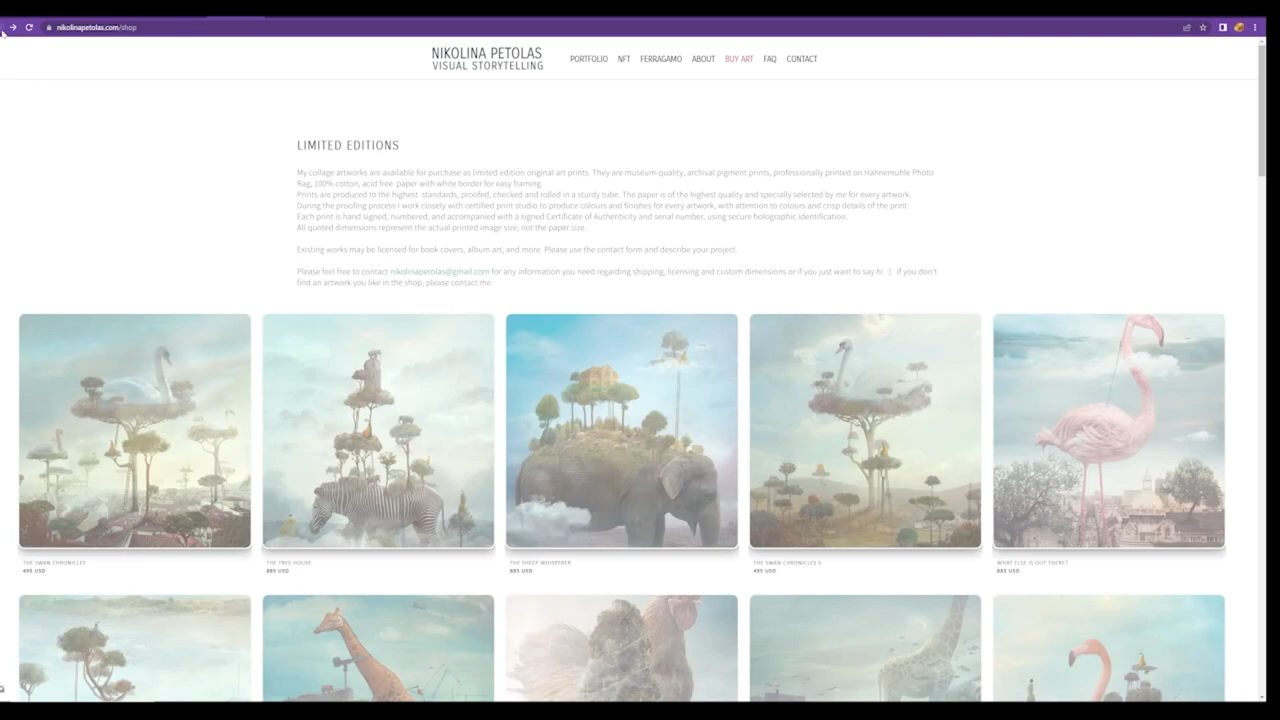 nikolinapetolas.com/shop
NIKOLINA PETOLAS
VISUAL STORYTELLING
PORTFOLIO NFT FERRAGAMO ABOUT BUY ART FAQ CONTACT
LIMITED EDITIONS
My collage artworks are available for purchase as limited edition original art prints. They are museum-quality, archival pigment prints, professionally printed on Hahnemuhle Photo
Rag, 100% cotton, acid free paper with white border for easy framing.
Prints are produced to the highest standards, proofed, checked and rolled in a sturdy tube. The paper is of the highest quality and specially selected by me for every artwork.
During the proofing process I work closely with certified print studio to produce colours and finishes for every artwork, with attention to colours and crisp details of the print.
Each print is hand signed, numbered, and accompanied with a signed Certificate of Authenticity and serial number, using secure holographic identification.
All quoted dimensions represent the actual printed image size, not the paper size.
Existing works may be licensed for book covers, album art, and more. Please use the contact form and describe your project.
Please feel free to contact nikolinapetolas@gmail.com for any information you need regarding shipping, licensing and custom dimensions or if you just want to say hi. :) If you don't
find an artwork you like in the shop, please contact me.
THE SWAN CHRONICLES
495 USD
THE TREE HOUSE
885 USD
THE SHEEP WHISPERER
885 USD
THE SWAN CHRONICLES II
495 USD
WHAT ELSE IS OUT THERE?
885 USD